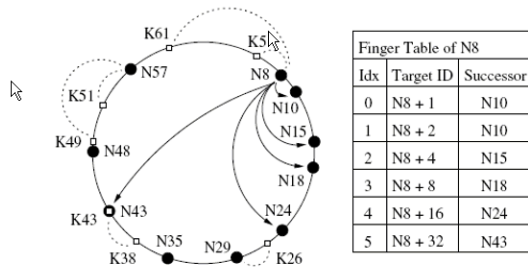 K61
K5
N57
N8
K51
N10
K49
N15
N48
N18
K43
N43
N24
K38
N35
N29
K26
Finger Table of N8
Idx Target ID Successor
0 N8 + 1 N10
1 N8 + 2 N10
2 N8 + 4 N15
3 N8 + 8 N18
4 N8 + 16 N24
5 N8 + 32 N43